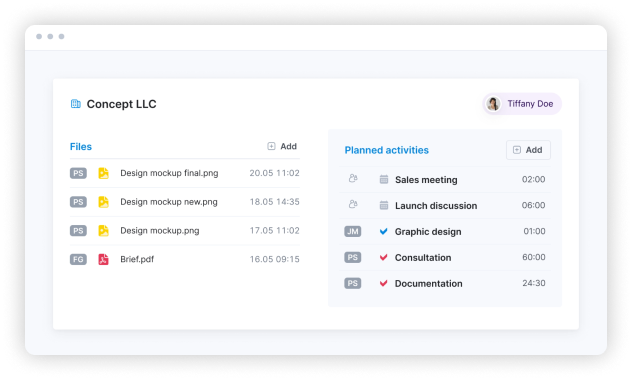 Concept LLC
Tiffany Doe
Files
Add
PS Design mockup final.png 20.05 11:02
PS Design mockup new.png 18.05 14:35
PS Design mockup.png 17.05 11:02
FG Brief.pdf 16.05 09:15
Planned activities
Add
Sales meeting 02:00
Launch discussion 06:00
JM Graphic design 01:00
PS Consultation 60:00
PS Documentation 24:30